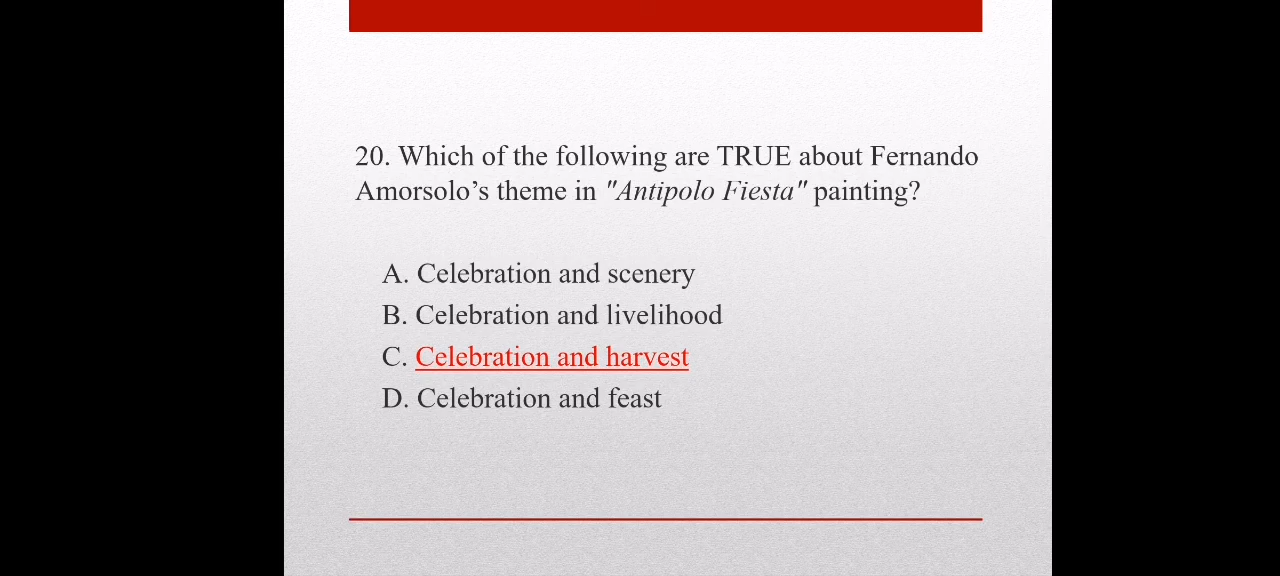 20. Which of the following are TRUE about Fernando
Amorsolo’s theme in "Antipolo Fiesta" painting?
A. Celebration and scenery
B. Celebration and livelihood
C. Celebration and harvest
D. Celebration and feast